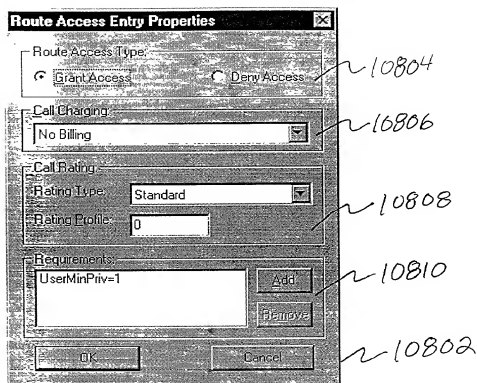 Route Access Entry Properties
Route Access Type:
Grant Access Deny Access 10804
Call Charging:
No Billing 10806
Call Rating:
Rating Type: Standard
Rating Profile: 0 10808
Requirements:
UserMinPriv=1
Add 10810
Remove
OK Cancel 10802